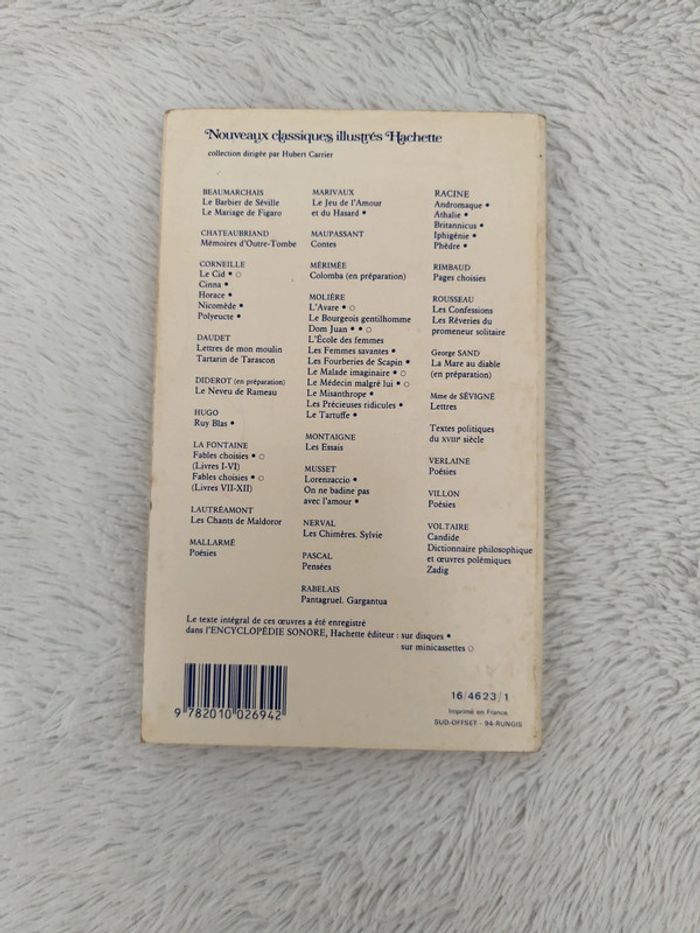 Nouveaux classiques illustrés Hachette
collection dirigée par Hubert Carrier
BEAUMARCHAIS
Le Barbier de Séville
Le Mariage de Figaro
CHATEAUBRIAND
Mémoires d'Outre-Tombe
CORNEILLE
Le Cid • ○
Cinna •
Horace •
Nicomède •
Polyeucte •
DAUDET
Lettres de mon moulin
Tartarin de Tarascon
DIDEROT (en préparation)
Le Neveu de Rameau
HUGO
Ruy Blas •
LA FONTAINE
Fables choisies • ○
(Livres I-VI)
Fables choisies • ○
(Livres VII-XII)
LAUTRÉAMONT
Les Chants de Maldoror
MALLARMÉ
Poésies
MARIVAUX
Le Jeu de l'Amour
et du Hasard •
MAUPASSANT
Contes
MÉRIMÉE
Colomba (en préparation)
MOLIÈRE
L'Avare • ○
Le Bourgeois gentilhomme
Dom Juan • • ○
L'École des femmes
Les Femmes savantes •
Les Fourberies de Scapin •
Le Malade imaginaire • ○
Le Médecin malgré lui • ○
Le Misanthrope •
Les Précieuses ridicules •
Le Tartuffe •
MONTAIGNE
Les Essais
MUSSET
Lorenzaccio •
On ne badine pas
avec l'amour •
NERVAL
Les Chimères. Sylvie
PASCAL
Pensées
RABELAIS
Pantagruel. Gargantua
RACINE
Andromaque •
Athalie •
Britannicus •
Iphigénie •
Phèdre •
RIMBAUD
Pages choisies
ROUSSEAU
Les Confessions
Les Rêveries du
promeneur solitaire
George SAND
La Mare au diable
(en préparation)
Mme de SÉVIGNÉ
Lettres
Textes politiques
du XVIIIe siècle
VERLAINE
Poésies
VILLON
Poésies
VOLTAIRE
Candide
Dictionnaire philosophique
et œuvres polémiques
Zadig
Le texte intégral de ces œuvres a été enregistré
dans l'ENCYCLOPÉDIE SONORE, Hachette éditeur : sur disques •
sur minicassettes ○
9 782010 026942
16/4623/1
Imprimé en France
SUD-OFFSET - 94-RUNGIS